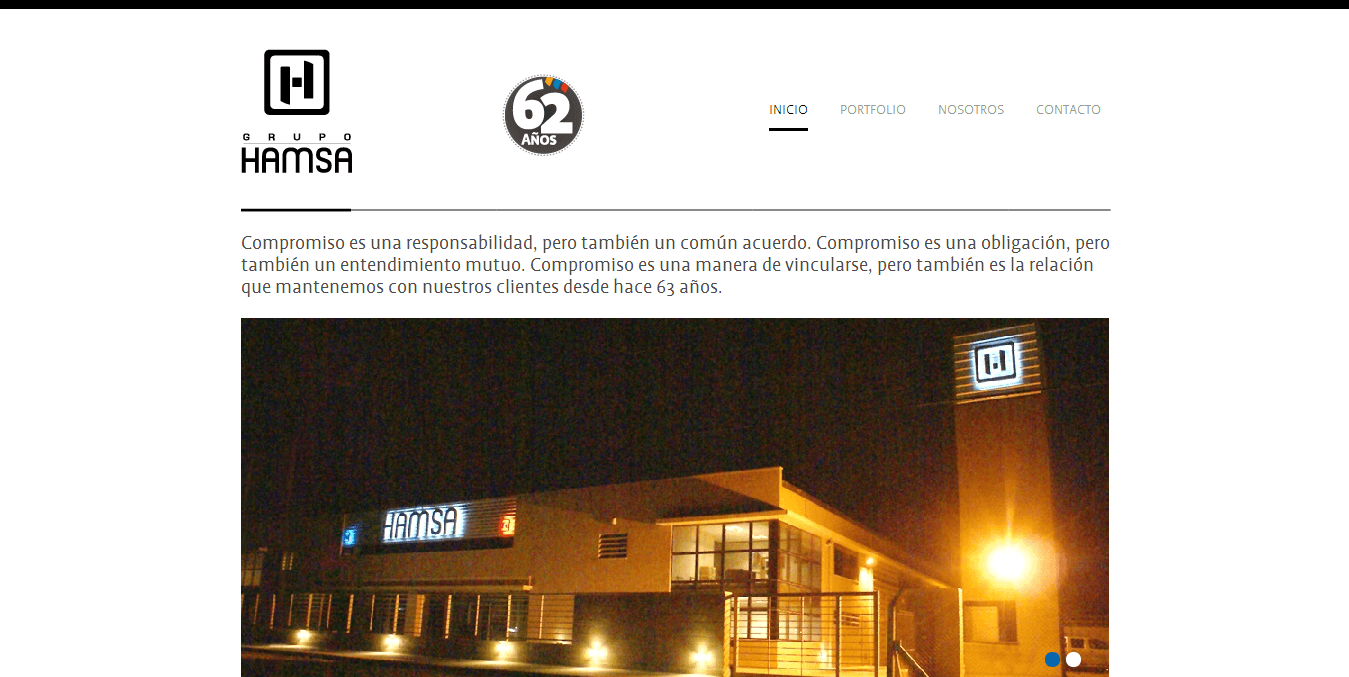 GRUPO
HAMSA
62
AÑOS
INICIO
PORTFOLIO
NOSOTROS
CONTACTO
Compromiso es una responsabilidad, pero también un común acuerdo. Compromiso es una obligación, pero
también un entendimiento mutuo. Compromiso es una manera de vincularse, pero también es la relación
que mantenemos con nuestros clientes desde hace 63 años.
HAMSA